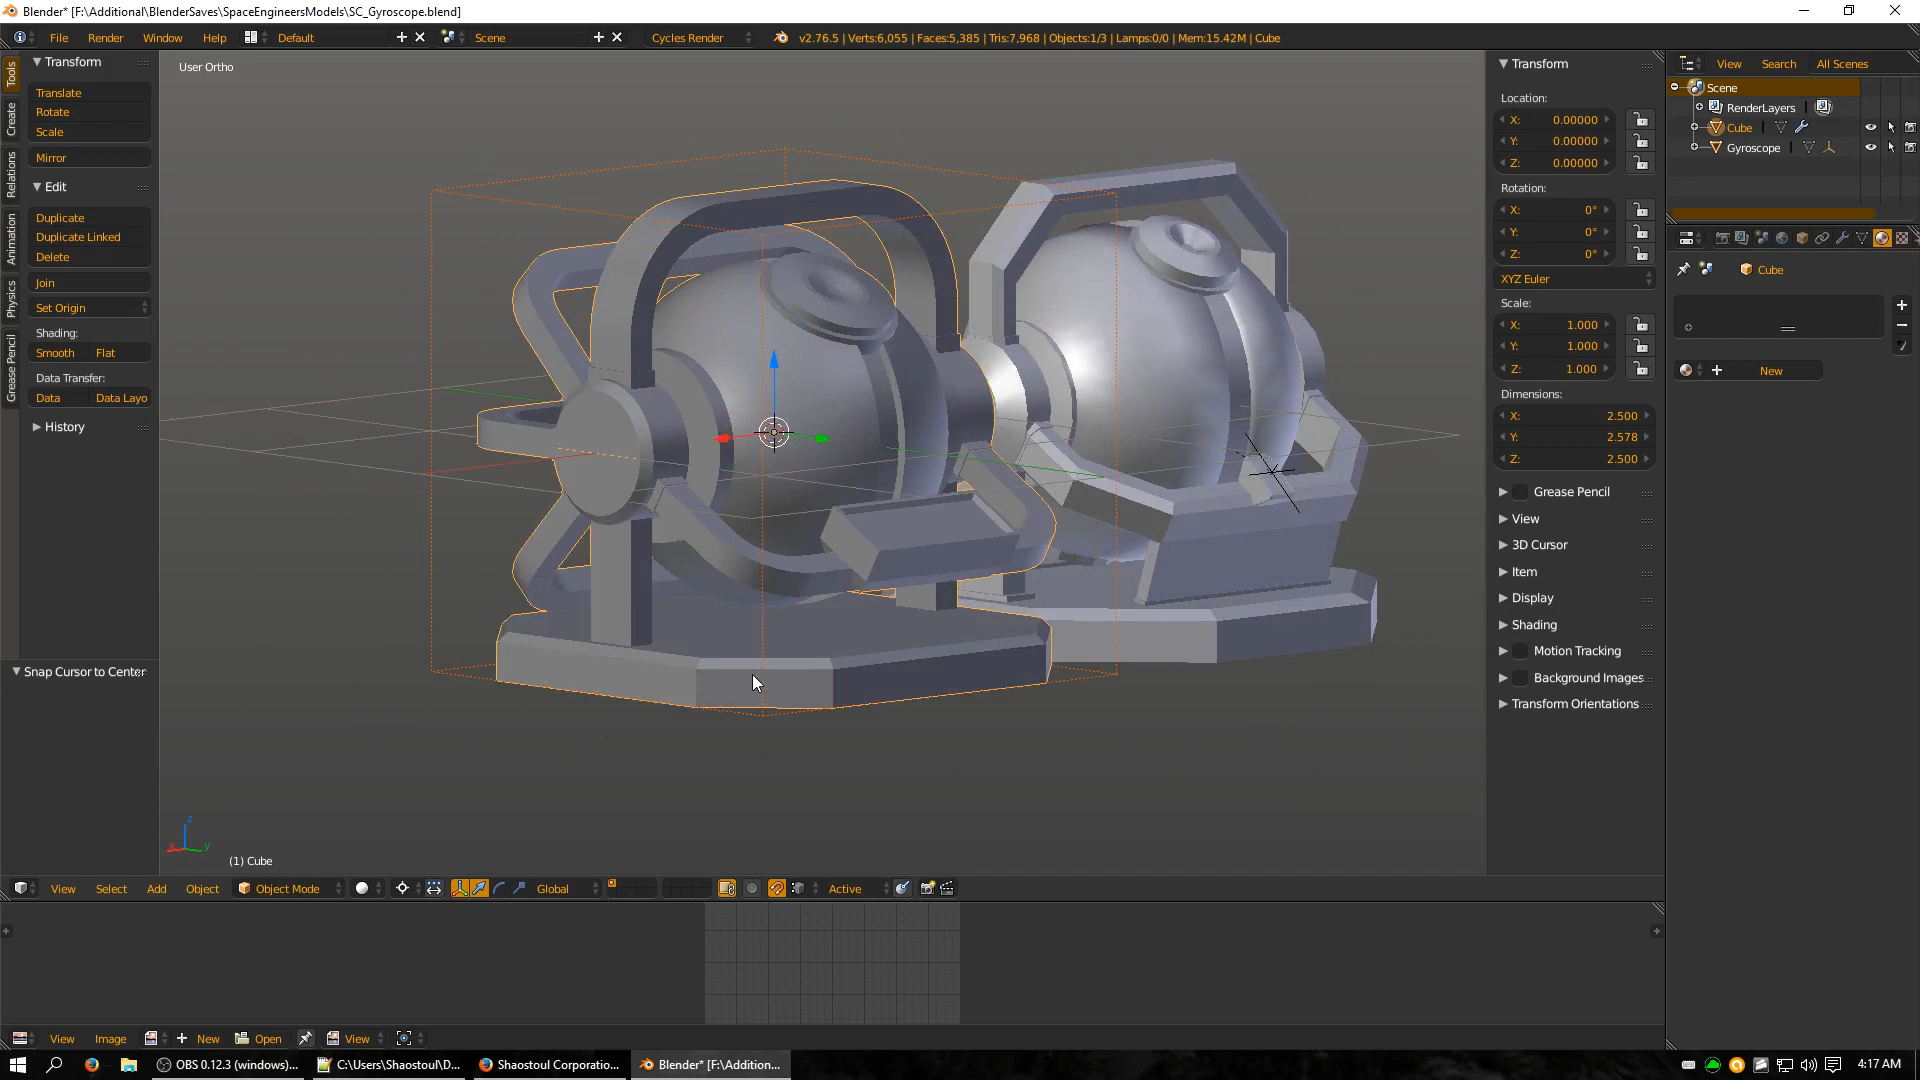 Blender* [F:\Additional\BlenderSaves\SpaceEngineersModels\SC_Gyroscope.blend]
File Render Window Help Default Scene Cycles Render v2.76.5 | Verts:6,055 | Faces:5,385 | Tris:7,968 | Objects:1/3 | Lamps:0/0 | Mem:15.42M | Cube
Tools
Create
Relations
Animation
Physics
Grease Pencil
Transform
Translate
Rotate
Scale
Mirror
Edit
Duplicate
Duplicate Linked
Delete
Join
Set Origin
Shading:
Smooth Flat
Data Transfer:
Data Data Layo
History
Snap Cursor to Center
User Ortho
z
x y
(1) Cube
Transform
Location:
X: 0.00000
Y: 0.00000
Z: 0.00000
Rotation:
X: 0°
Y: 0°
Z: 0°
XYZ Euler
Scale:
X: 1.000
Y: 1.000
Z: 1.000
Dimensions:
X: 2.500
Y: 2.578
Z: 2.500
Grease Pencil
View
3D Cursor
Item
Display
Shading
Motion Tracking
Background Images
Transform Orientations
View Search All Scenes
Scene
RenderLayers
Cube
Gyroscope
Cube
New
View Select Add Object Object Mode Global Active
View Image New Open View
OBS 0.12.3 (windows)... C:\Users\Shaostoul\D... Shaostoul Corporatio... Blender* [F:\Addition... 4:17 AM